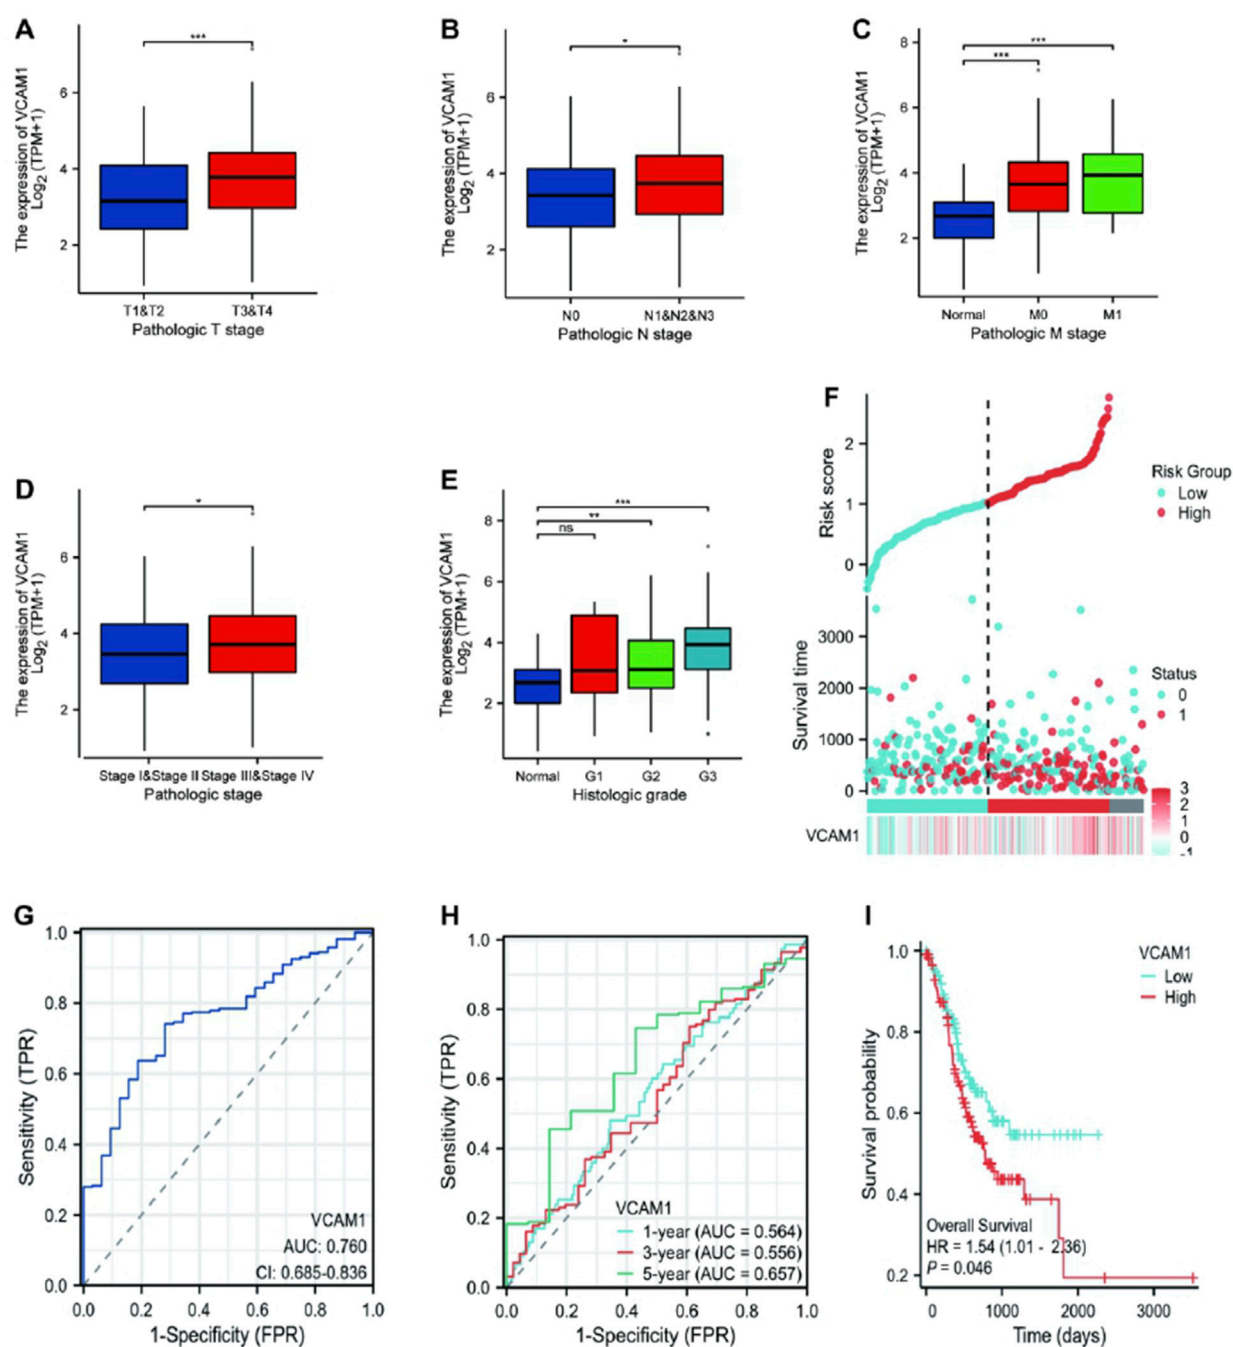 A
The expression of VCAM1
Log2 (TPM+1)
6
4
2
***
T1&T2
T3&T4
Pathologic T stage
B
The expression of VCAM1
Log2 (TPM+1)
6
4
2
*
N0
N1&N2&N3
Pathologic N stage
C
The expression of VCAM1
Log2 (TPM+1)
8
6
4
2
***
***
Normal
M0
M1
Pathologic M stage
D
The expression of VCAM1
Log2 (TPM+1)
6
4
2
*
Stage I&Stage II
Stage III&Stage IV
Pathologic stage
E
The expression of VCAM1
Log2 (TPM+1)
8
6
4
2
***
**
ns
Normal
G1
G2
G3
Histologic grade
F
Risk score
2
1
0
Risk Group
Low
High
Survival time
3000
2000
1000
0
Status
0
1
VCAM1
3
2
1
0
-1
G
Sensitivity (TPR)
1.0
0.8
0.6
0.4
0.2
0.0
VCAM1
AUC: 0.760
CI: 0.685-0.836
0.0 0.2 0.4 0.6 0.8 1.0
1-Specificity (FPR)
H
Sensitivity (TPR)
1.0
0.8
0.6
0.4
0.2
0.0
VCAM1
1-year (AUC = 0.564)
3-year (AUC = 0.556)
5-year (AUC = 0.657)
0.0 0.2 0.4 0.6 0.8 1.0
1-Specificity (FPR)
I
Survival probability
1.0
0.8
0.6
0.4
0.2
VCAM1
Low
High
Overall Survival
HR = 1.54 (1.01 - 2.36)
P = 0.046
0 1000 2000 3000
Time (days)